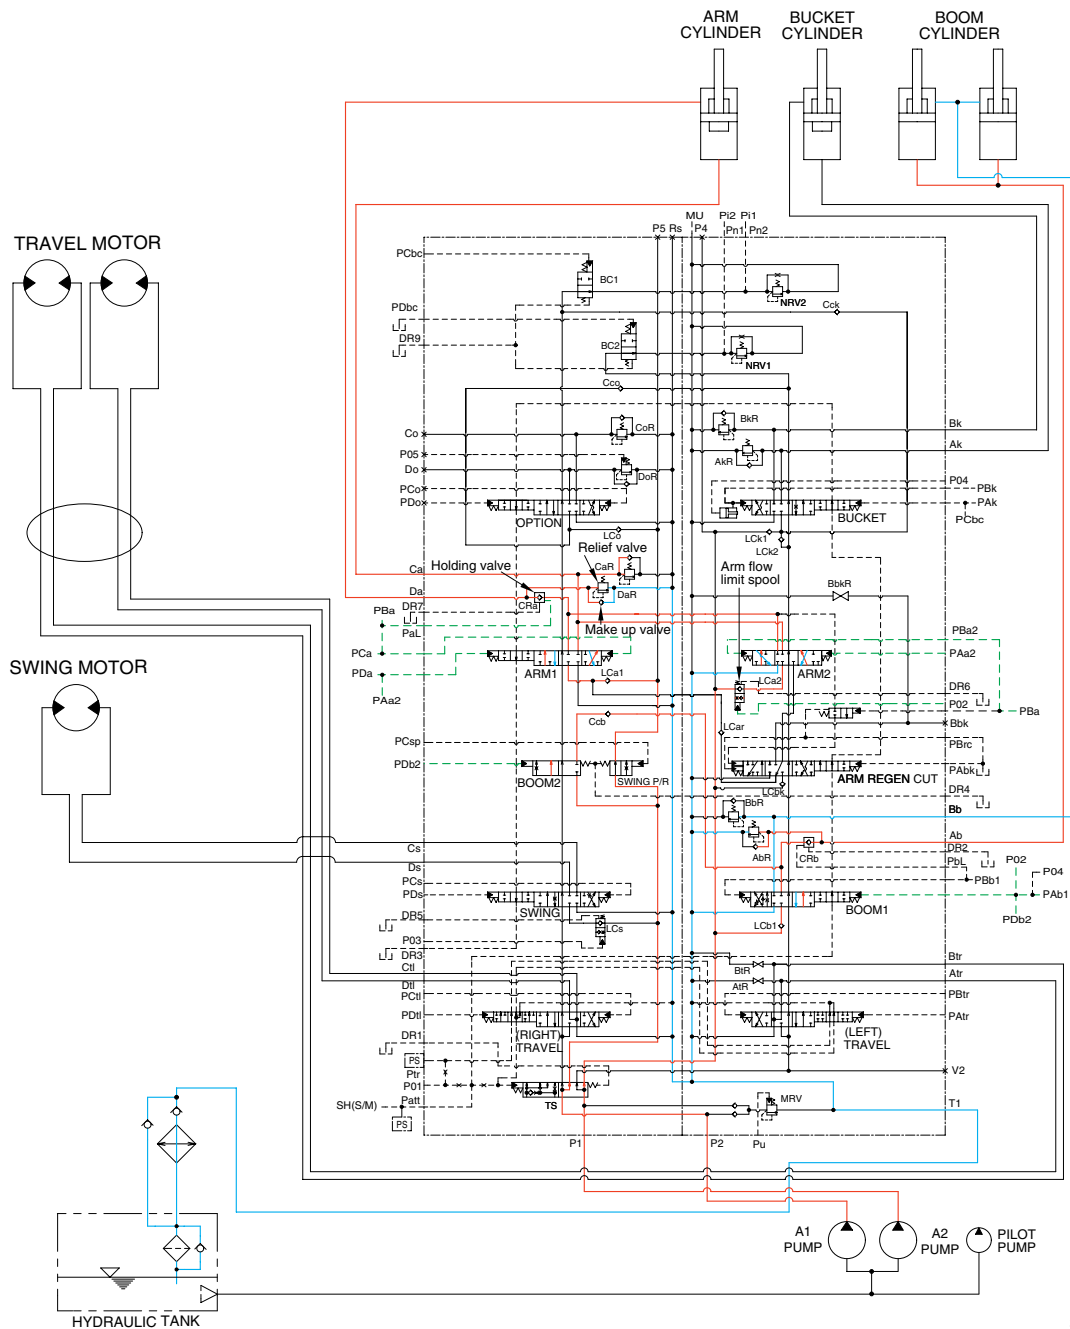 ARM
CYLINDER
BUCKET
CYLINDER
BOOM
CYLINDER
TRAVEL MOTOR
SWING MOTOR
P5 Rs
MU
P4
Pi2 Pi1
Pn1 Pn2
PCbc
BC1
NRV2
Cck
PDbc
DR9
BC2
NRV1
Cco
Co
CoR
BkR
Bk
P05
Ak
Do
DoR
AkR
PCo
P04
PBk
PDo
PAk
OPTION
BUCKET
PCbc
LCo
LCk1
LCk2
Relief valve
Holding valve
Arm flow
limit spool
Ca
CaR
Da
DaR
BbkR
CRa
DR7
PBa
PaL
Make up valve
PBa2
PCa
PAa2
PDa
ARM1
ARM2
LCa1
LCa2
DR6
PAa2
P02
PBa
Ccb
LCar
Bbk
PCsp
PBrc
PDb2
PAbk
BOOM2
SWING P/R
ARM REGEN CUT
LCbk
DR4
BbR
Bb
Ab
AbR
CRb
DR2
Cs
PbL
P02
P04
Ds
PCs
PBb1
PDs
PAb1
SWING
BOOM1
PDb2
DR5
LCs
LCb1
P03
DR3
Btr
Ctl
BtR
Atr
Dtl
AtR
PCtl
PBtr
PDtl
PAtr
(RIGHT)
TRAVEL
(LEFT)
TRAVEL
DR1
PS
Ptr
V2
P01
TS
MRV
Patt
T1
SH(S/M)
PS
P1
P2
Pu
A1
PUMP
A2
PUMP
PILOT
PUMP
HYDRAULIC TANK